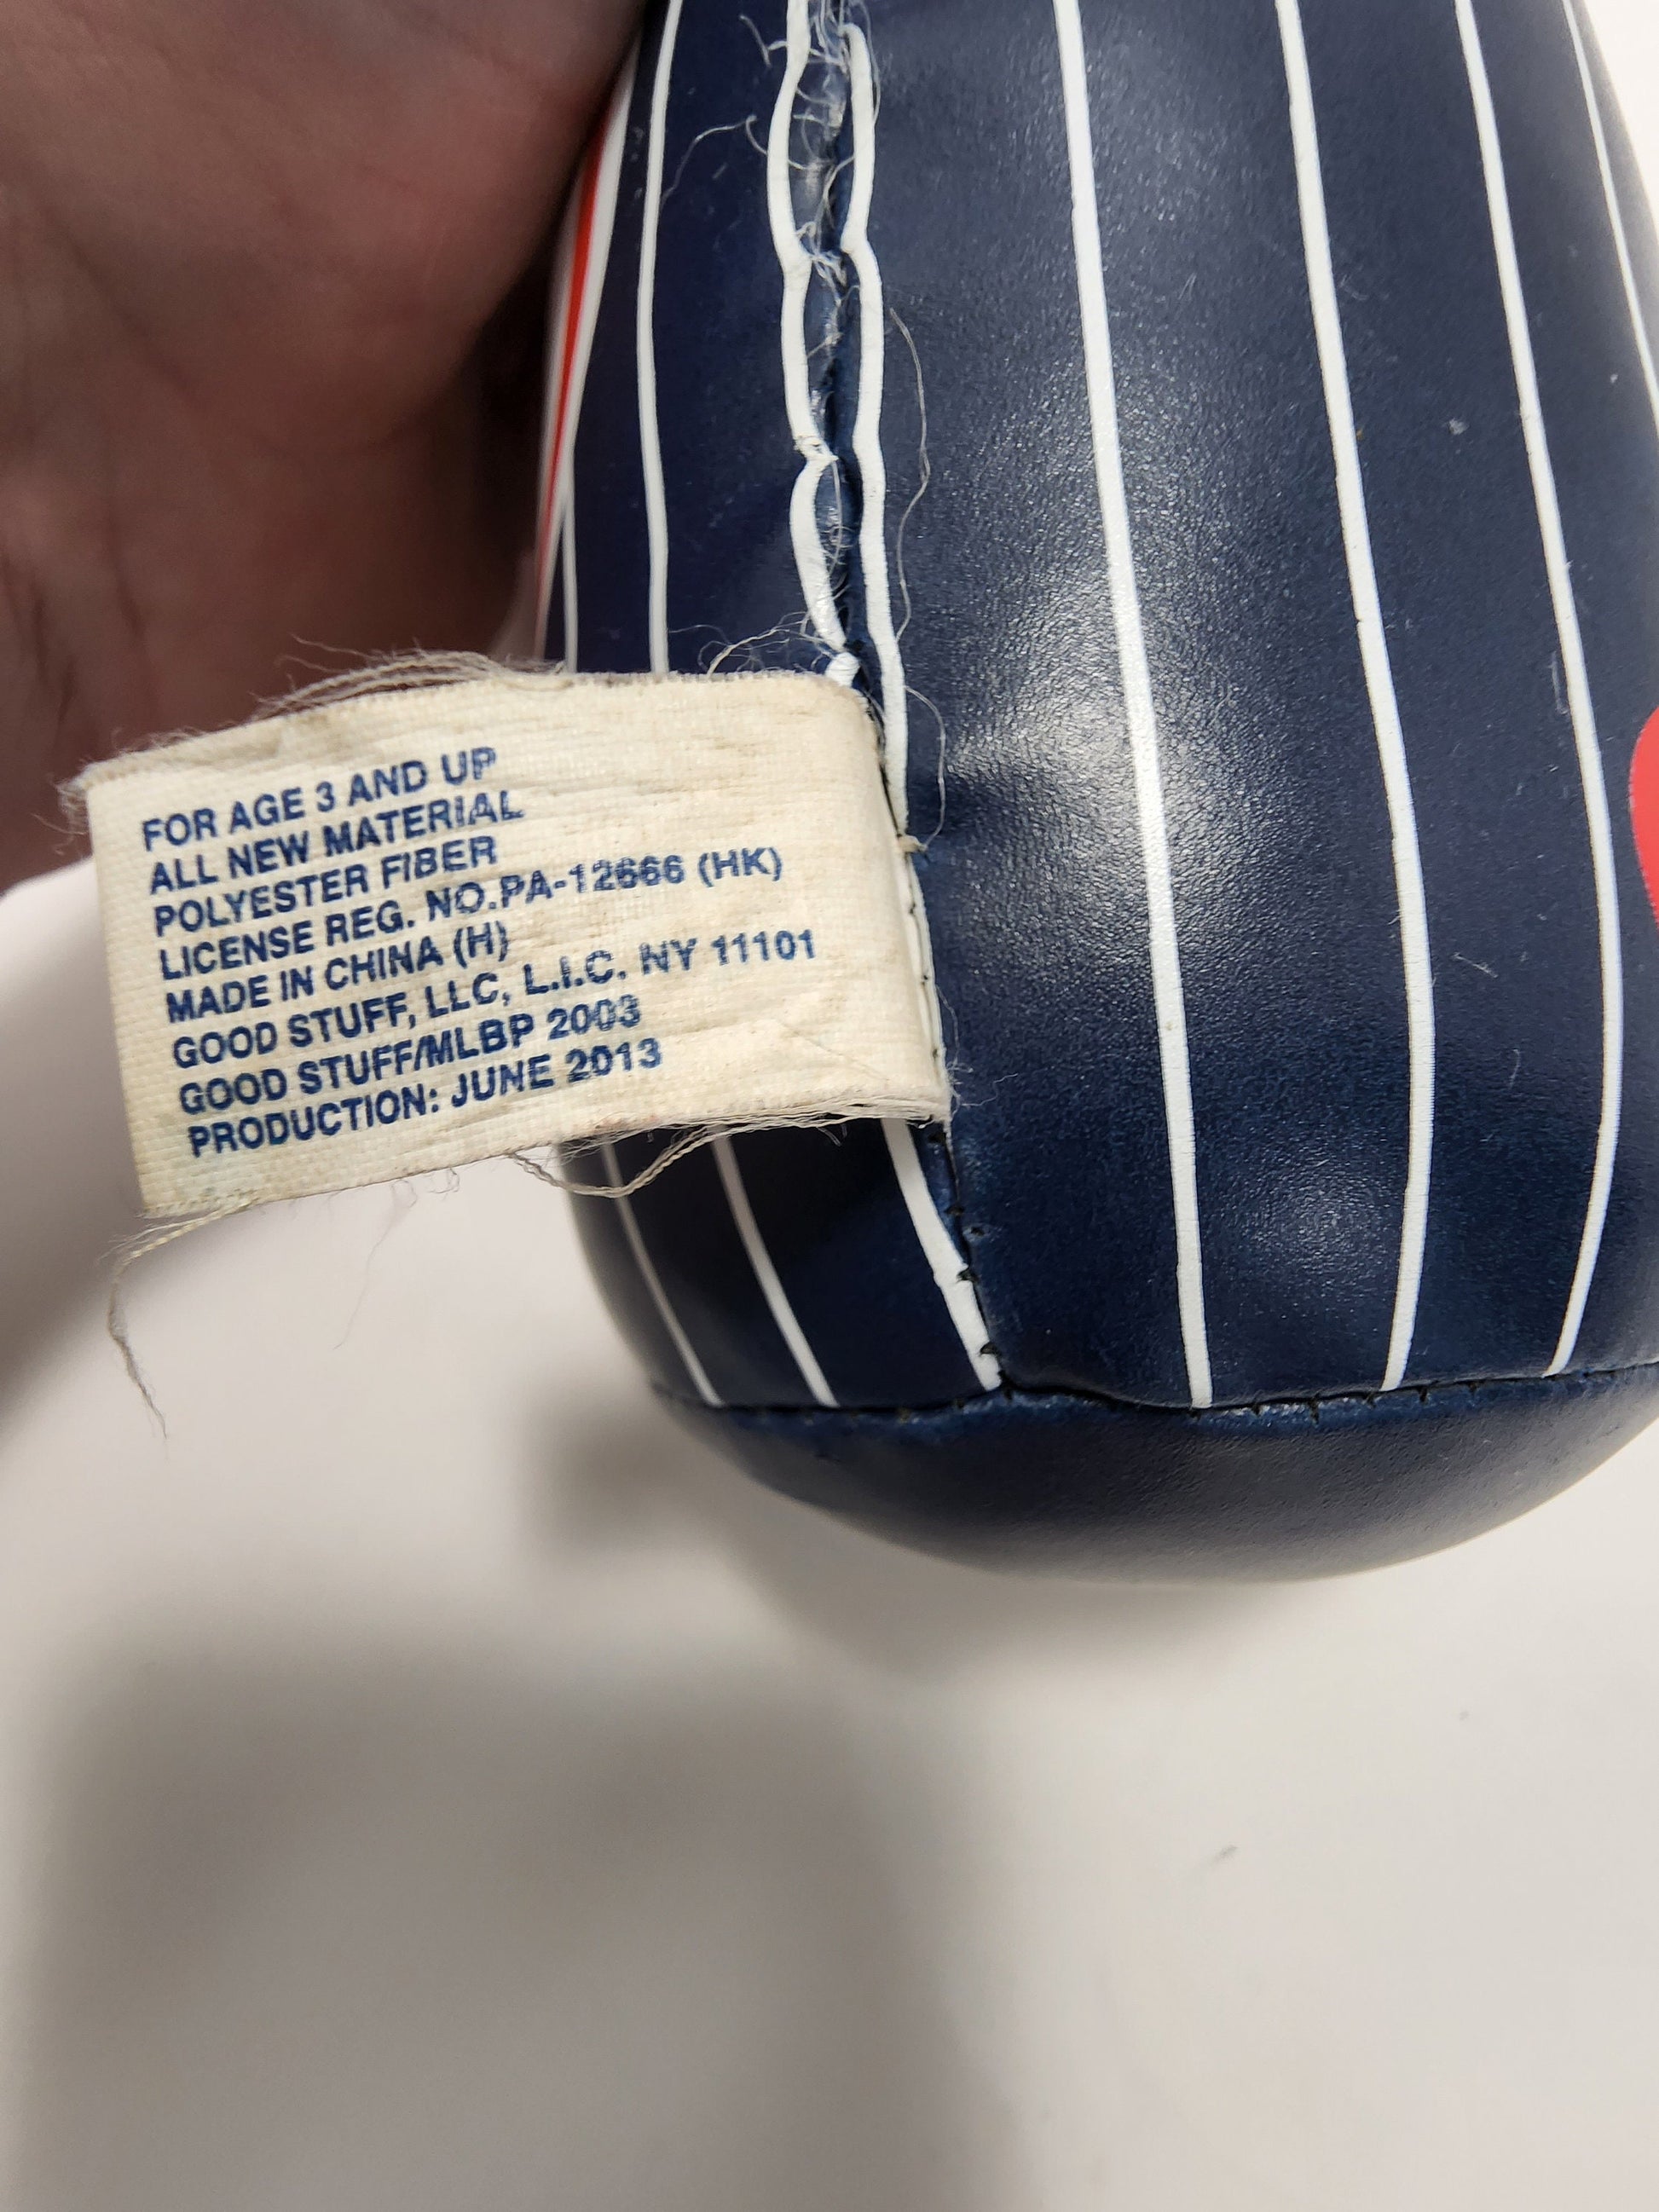 FOR AGE 3 AND UP
ALL NEW MATERIAL
POLYESTER FIBER
LICENSE REG. NO.PA-12666 (HK)
MADE IN CHINA (H)
GOOD STUFF, LLC, L.I.C. NY 11101
GOOD STUFF/MLBP 2003
PRODUCTION: JUNE 2013